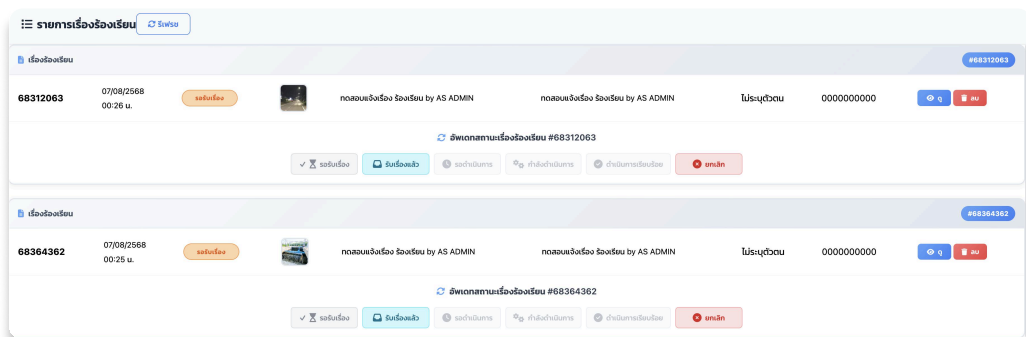 รายการเรื่องร้องเรียน รีเฟรช
เรื่องร้องเรียน #68312063
68312063 07/08/2568 00:26 น. รอรับเรื่อง ทดสอบแจ้งเรื่อง ร้องเรียน by AS ADMIN ทดสอบแจ้งเรื่อง ร้องเรียน by AS ADMIN ไม่ระบุตัวตน 0000000000 ดู ลบ
อัพเดทสถานะเรื่องร้องเรียน #68312063
รอรับเรื่อง รับเรื่องแล้ว รอดำเนินการ กำลังดำเนินการ ดำเนินการเรียบร้อย ยกเลิก
เรื่องร้องเรียน #68364362
68364362 07/08/2568 00:25 น. รอรับเรื่อง ทดสอบแจ้งเรื่อง ร้องเรียน by AS ADMIN ทดสอบแจ้งเรื่อง ร้องเรียน by AS ADMIN ไม่ระบุตัวตน 0000000000 ดู ลบ
อัพเดทสถานะเรื่องร้องเรียน #68364362
รอรับเรื่อง รับเรื่องแล้ว รอดำเนินการ กำลังดำเนินการ ดำเนินการเรียบร้อย ยกเลิก